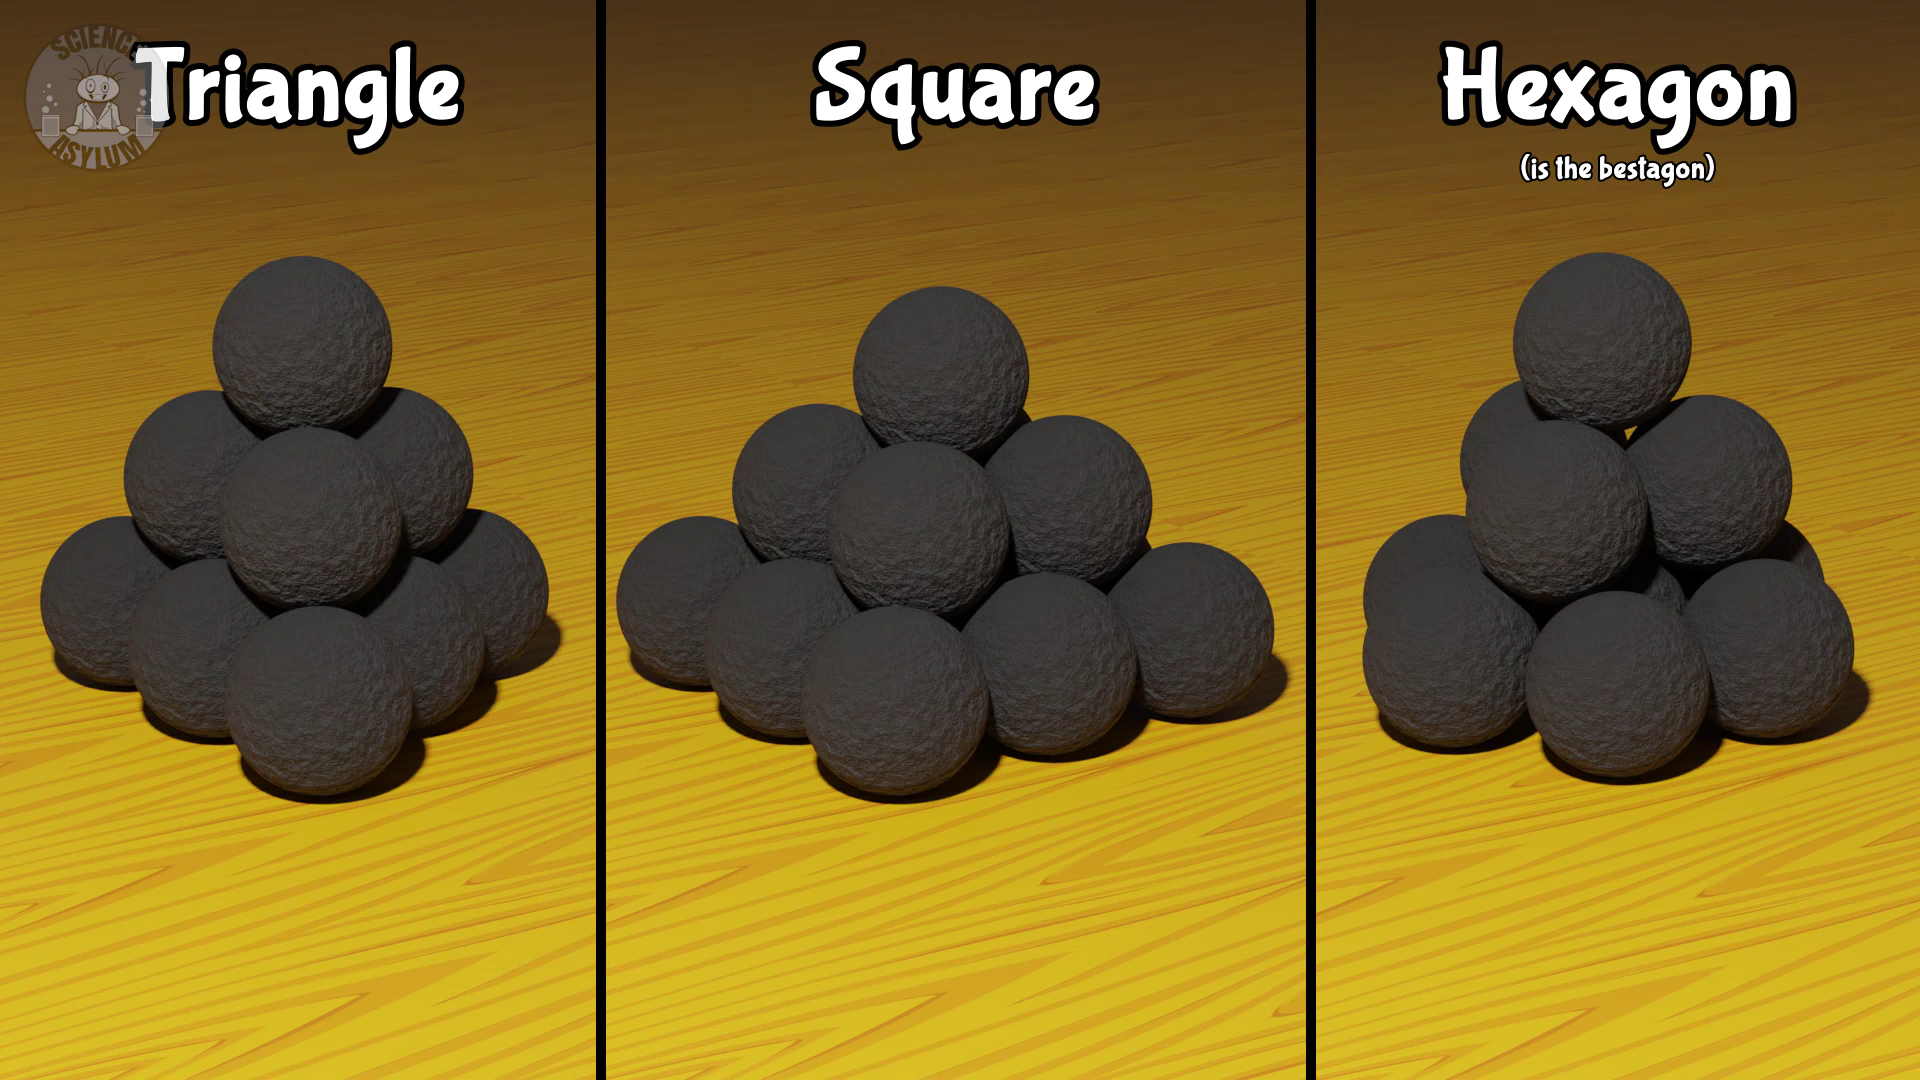 SCIENCE
ASYLUM
Triangle
Square
Hexagon
(is the bestagon)